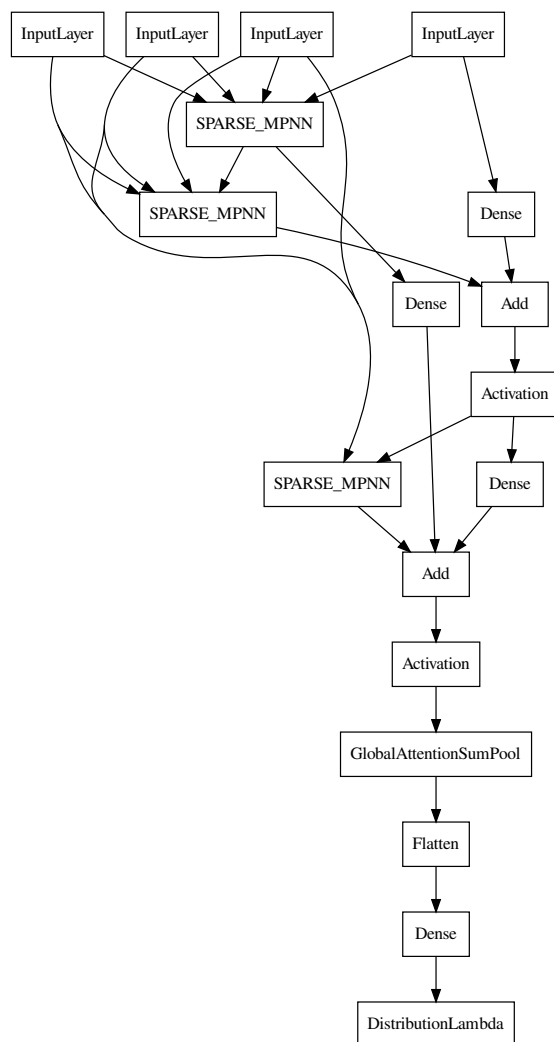 InputLayer
InputLayer
InputLayer
InputLayer
SPARSE_MPNN
SPARSE_MPNN
Dense
Dense
Add
Activation
SPARSE_MPNN
Dense
Add
Activation
GlobalAttentionSumPool
Flatten
Dense
DistributionLambda